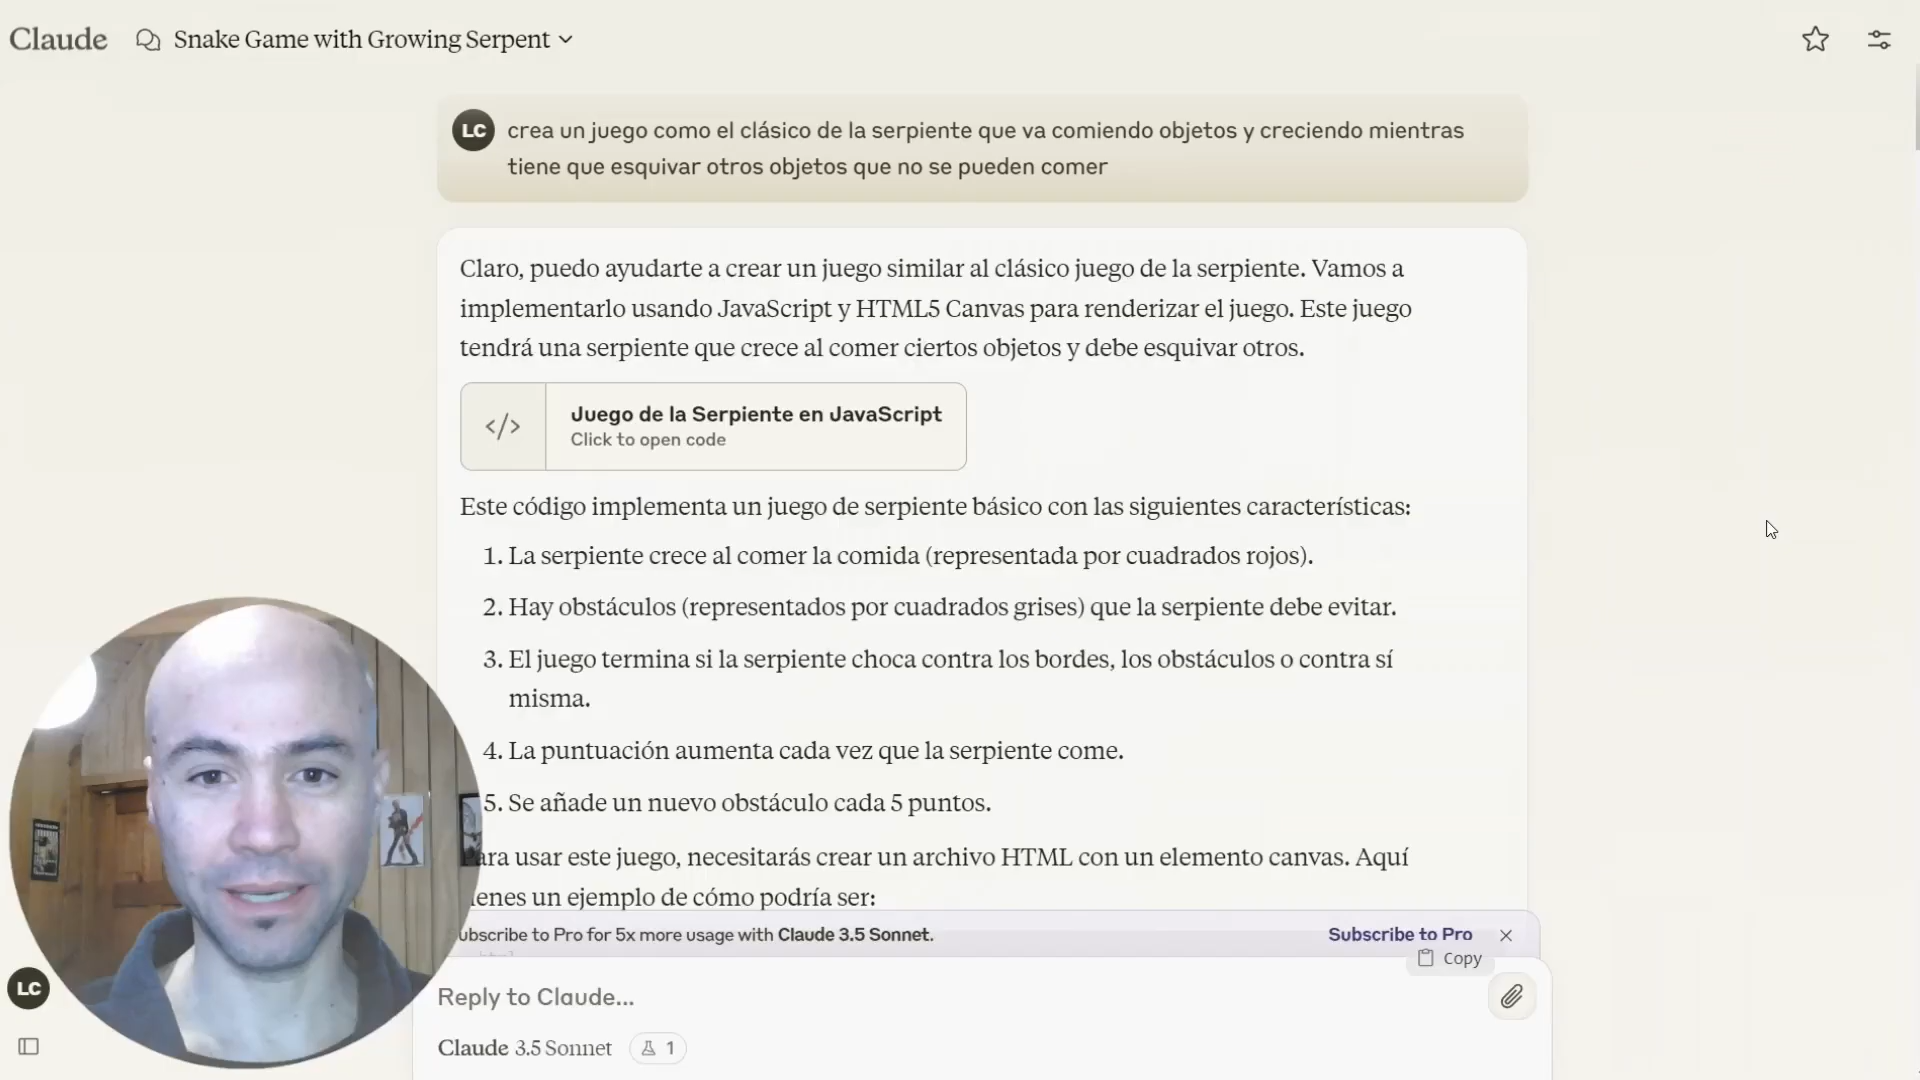 Claude
Snake Game with Growing Serpent
LC
crea un juego como el clásico de la serpiente que va comiendo objetos y creciendo mientras
tiene que esquivar otros objetos que no se pueden comer
Claro, puedo ayudarte a crear un juego similar al clásico juego de la serpiente. Vamos a
implementarlo usando JavaScript y HTML5 Canvas para renderizar el juego. Este juego
tendrá una serpiente que crece al comer ciertos objetos y debe esquivar otros.
</>
Juego de la Serpiente en JavaScript
Click to open code
Este código implementa un juego de serpiente básico con las siguientes características:
1. La serpiente crece al comer la comida (representada por cuadrados rojos).
2. Hay obstáculos (representados por cuadrados grises) que la serpiente debe evitar.
3. El juego termina si la serpiente choca contra los bordes, los obstáculos o contra sí
misma.
4. La puntuación aumenta cada vez que la serpiente come.
5. Se añade un nuevo obstáculo cada 5 puntos.
Para usar este juego, necesitarás crear un archivo HTML con un elemento canvas. Aquí
ienes un ejemplo de cómo podría ser:
ubscribe to Pro for 5x more usage with Claude 3.5 Sonnet.
Subscribe to Pro
Copy
LC
Reply to Claude...
Claude 3.5 Sonnet
1